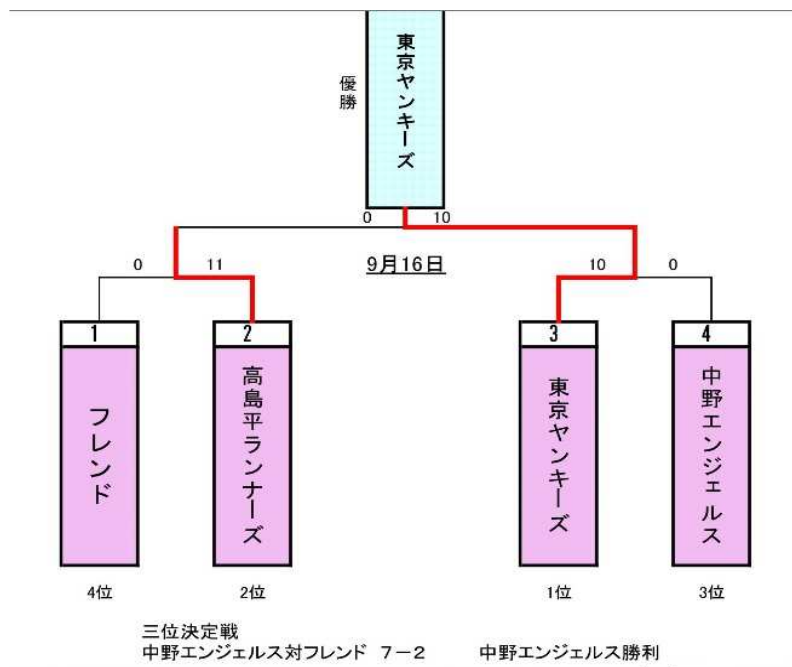 東京ヤンキーズ
優勝
0 10
9月16日
0 11
10 0
1
2
3
4
フレンド
高島平ランナーズ
東京ヤンキーズ
中野エンジェルス
4位
2位
1位
3位
三位決定戦
中野エンジェルス対フレンド 7－2 中野エンジェルス勝利